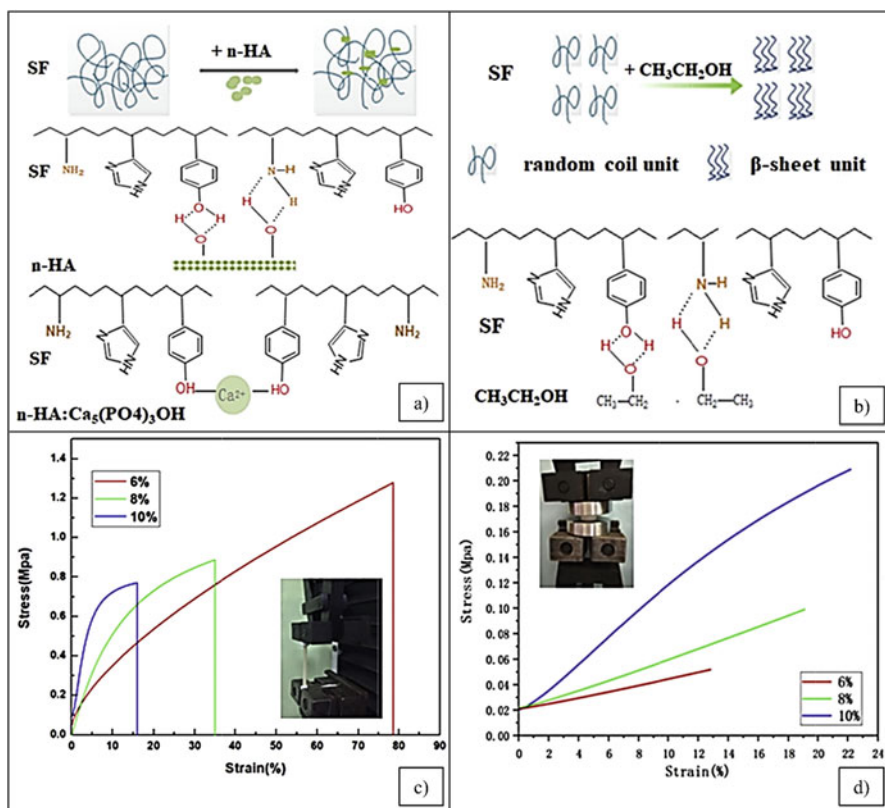 + n-HA
SF
NH2
N
HN
O
H H
O
N-H
H H
O
N
HN
HO
SF
n-HA
NH2
N
HN
OH
Ca2+
HO
N
HN
NH2
SF
n-HA:Ca5(PO4)3OH
a)
SF
+ CH3CH2OH
random coil unit
β-sheet unit
NH2
N
HN
O
H H
O
N-H
H H
O
N
HN
HO
SF
CH3CH2OH
CH3-CH2
CH2-CH3
b)
1.4
1.2
1.0
0.8
0.6
0.4
0.2
0.0
Stress(Mpa)
6%
8%
10%
0 10 20 30 40 50 60 70 80 90
Strain(%)
c)
0.22
0.20
0.18
0.16
0.14
0.12
0.10
0.08
0.06
0.04
0.02
0.00
Stress(Mpa)
6%
8%
10%
0 2 4 6 8 10 12 14 16 18 20 22 24
Strain(%)
d)